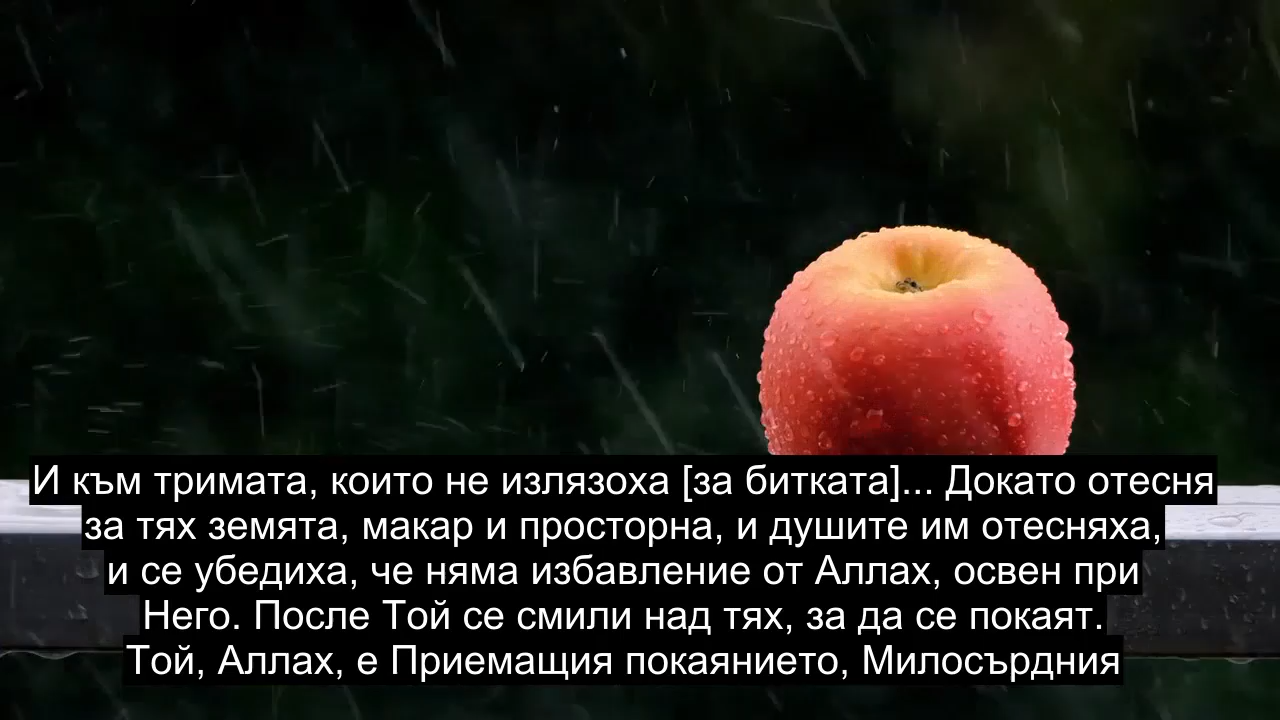 И към тримата, които не излязоха [за битката]... Докато отесня
за тях земята, макар и просторна, и душите им отесняха,
и се убедиха, че няма избавление от Аллах, освен при
Него. После Той се смили над тях, за да се покаят.
Той, Аллах, е Приемащия покаянието, Милосърдния